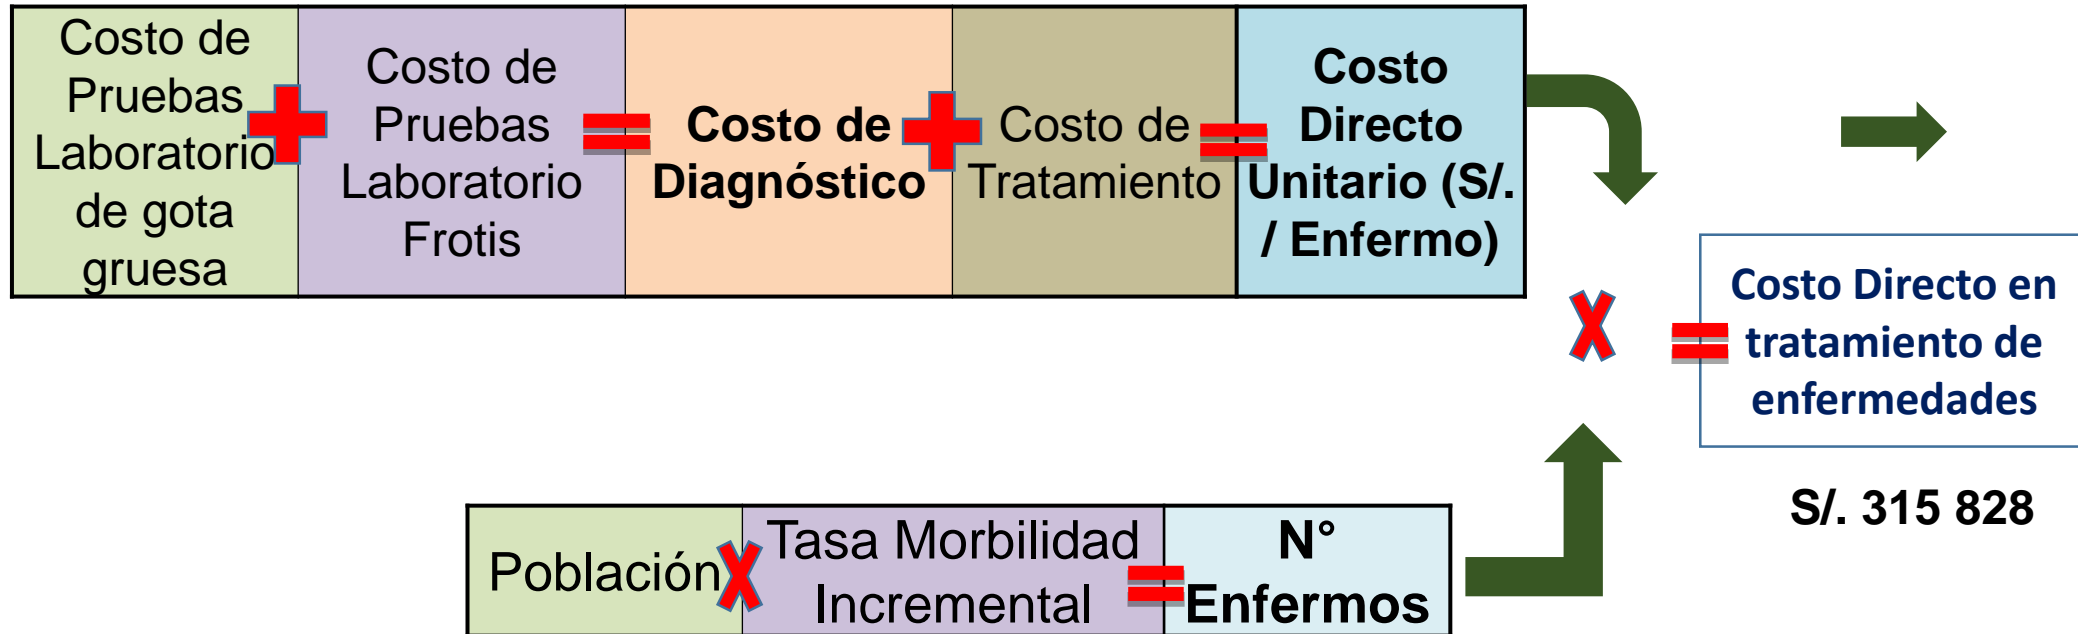 Costo de
Pruebas
Laboratorio
de gota
gruesa
Costo de
Pruebas
Laboratorio
Frotis
Costo de
Diagnóstico
Costo de
Tratamiento
Costo
Directo
Unitario (S/.
/ Enfermo)
Costo Directo en
tratamiento de
enfermedades
S/. 315 828
Población
Tasa Morbilidad
Incremental
N°
Enfermos